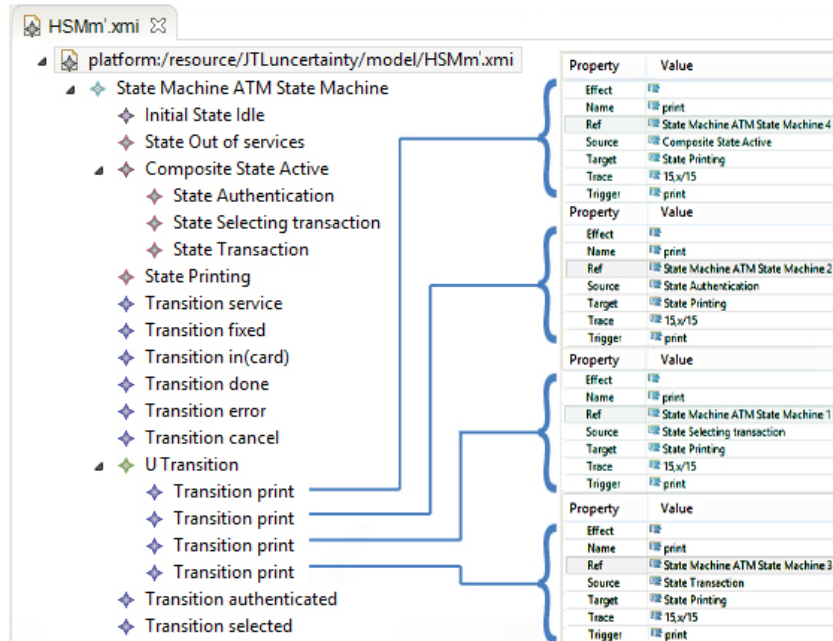 HSMm'.xmi
platform:/resource/JTLuncertainty/model/HSMm'.xmi
State Machine ATM State Machine
Initial State Idle
State Out of services
Composite State Active
State Authentication
State Selecting transaction
State Transaction
State Printing
Transition service
Transition fixed
Transition in(card)
Transition done
Transition error
Transition cancel
U Transition
Transition print
Transition print
Transition print
Transition print
Transition authenticated
Transition selected
Property Value
Effect
Name print
Ref State Machine ATM State Machine 4
Source Composite State Active
Target State Printing
Trace 15,x/15
Trigger print
Property Value
Effect
Name print
Ref State Machine ATM State Machine 2
Source State Authentication
Target State Printing
Trace 15,x/15
Trigger print
Property Value
Effect
Name print
Ref State Machine ATM State Machine 1
Source State Selecting transaction
Target State Printing
Trace 15,x/15
Trigger print
Property Value
Effect
Name print
Ref State Machine ATM State Machine 3
Source State Transaction
Target State Printing
Trace 15,x/15
Trigger print